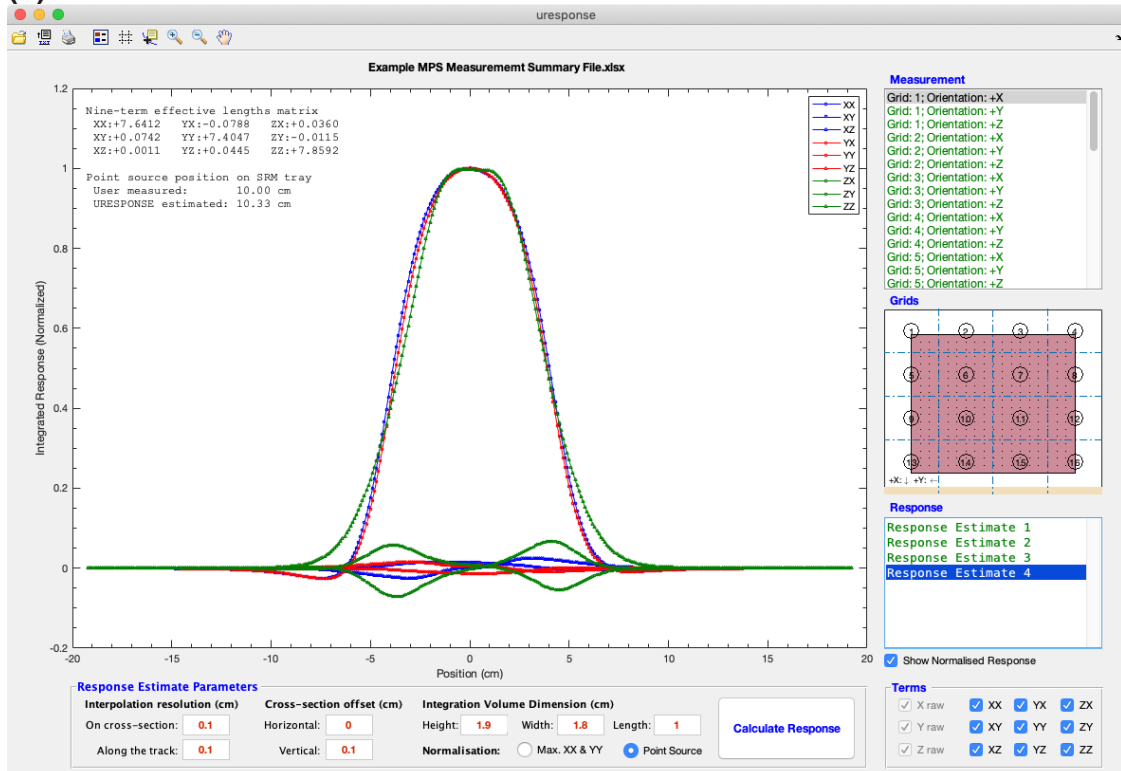 uresponse
Example MPS Measurememt Summary File.xlsx
Nine-term effective lengths matrix
XX:+7.6412 YX:-0.0788 ZX:+0.0360
XY:+0.0742 YY:+7.4047 ZY:-0.0115
XZ:+0.0011 YZ:+0.0445 ZZ:+7.8592
Point source position on SRM tray
User measured: 10.00 cm
URESPONSE estimated: 10.33 cm
XX
XY
XZ
YX
YY
YZ
ZX
ZY
ZZ
1.2
1
0.8
0.6
0.4
0.2
0
-0.2
Integrated Response (Normalized)
-20 -15 -10 -5 0 5 10 15 20
Position (cm)
Measurement
Grid: 1; Orientation: +X
Grid: 1; Orientation: +Y
Grid: 1; Orientation: +Z
Grid: 2; Orientation: +X
Grid: 2; Orientation: +Y
Grid: 2; Orientation: +Z
Grid: 3; Orientation: +X
Grid: 3; Orientation: +Y
Grid: 3; Orientation: +Z
Grid: 4; Orientation: +X
Grid: 4; Orientation: +Y
Grid: 4; Orientation: +Z
Grid: 5; Orientation: +X
Grid: 5; Orientation: +Y
Grid: 5; Orientation: +Z
Grids
1 2 3 4
5 6 7 8
9 10 11 12
13 14 15 16
+X:↓ +Y: ←
Response
Response Estimate 1
Response Estimate 2
Response Estimate 3
Response Estimate 4
Show Normalised Response
Response Estimate Parameters
Interpolation resolution (cm) Cross-section offset (cm) Integration Volume Dimension (cm)
On cross-section: 0.1 Horizontal: 0 Height: 1.9 Width: 1.8 Length: 1
Along the track: 0.1 Vertical: 0.1 Normalisation: Max. XX & YY Point Source
Calculate Response
Terms
X raw XX YX ZX
Y raw XY YY ZY
Z raw XZ YZ ZZ